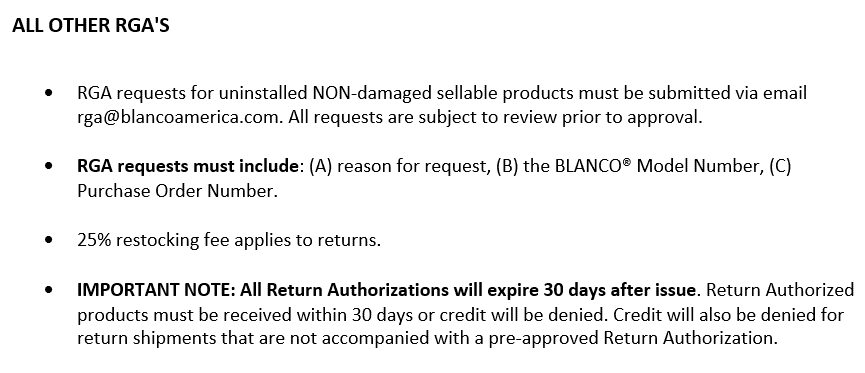 ALL OTHER RGA'S
• RGA requests for uninstalled NON-damaged sellable products must be submitted via email
rga@blancoamerica.com. All requests are subject to review prior to approval.
• RGA requests must include: (A) reason for request, (B) the BLANCO® Model Number, (C)
Purchase Order Number.
• 25% restocking fee applies to returns.
• IMPORTANT NOTE: All Return Authorizations will expire 30 days after issue. Return Authorized
products must be received within 30 days or credit will be denied. Credit will also be denied for
return shipments that are not accompanied with a pre-approved Return Authorization.